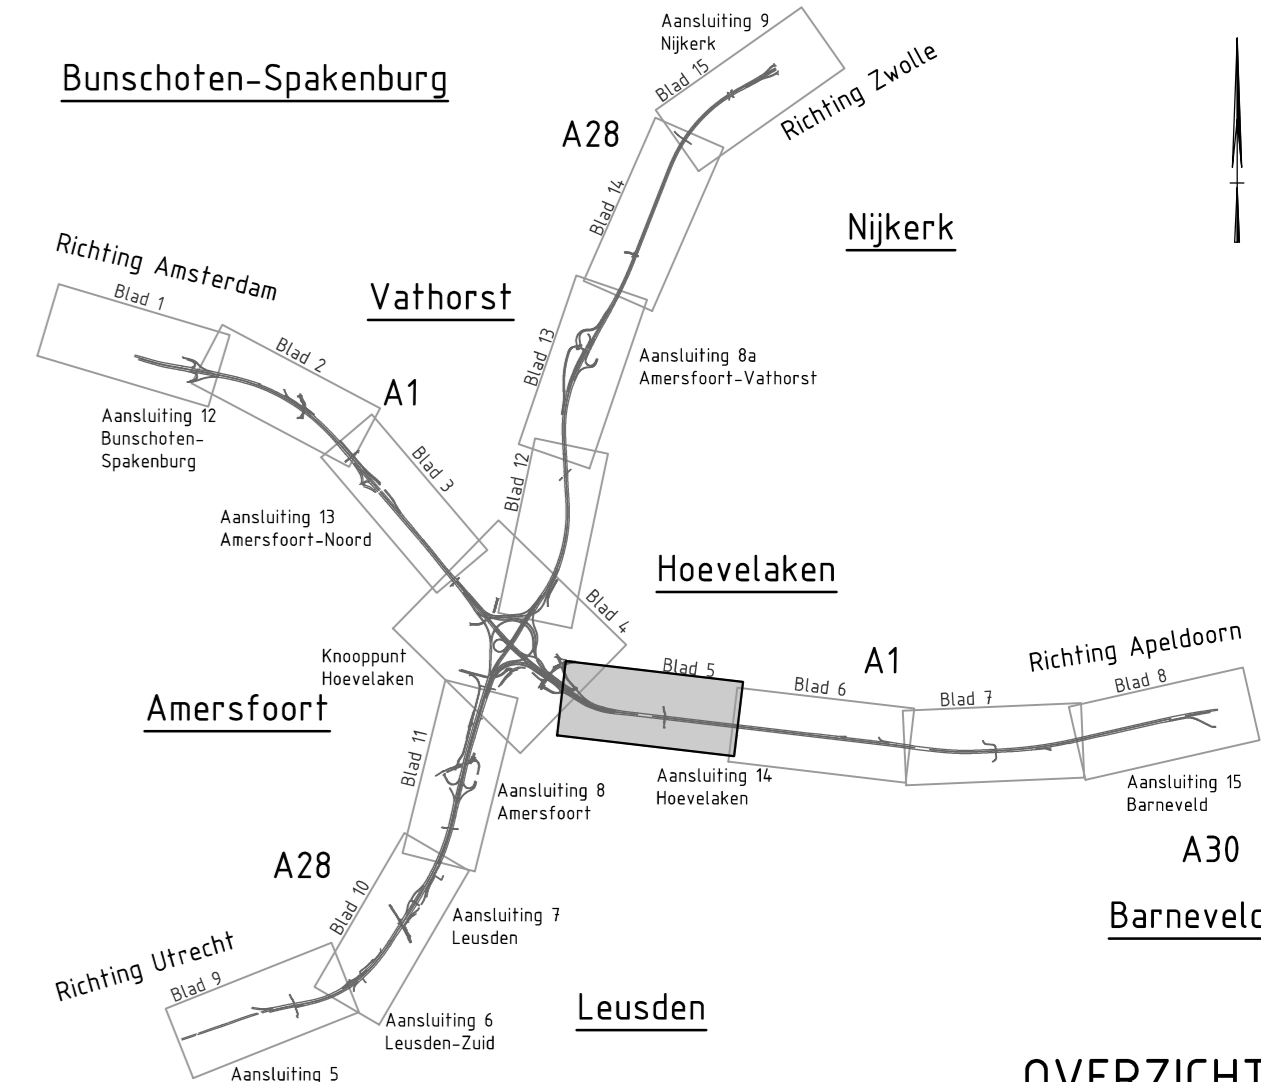 Aansluiting 9
Nijkerk
Bunschoten-Spakenburg
Blad 15
Richting Zwolle
A28
Blad 14
Nijkerk
Richting Amsterdam
Blad 1
Vathorst
Blad 2
Blad 13
Aansluiting 8a
Amersfoort-Vathorst
A1
Aansluiting 12
Bunschoten-
Spakenburg
Blad 3
Blad 12
Aansluiting 13
Amersfoort-Noord
Hoevelaken
Blad 4
Knooppunt
Hoevelaken
Blad 5
A1
Richting Apeldoorn
Blad 6
Blad 7
Blad 8
Amersfoort
Blad 11
Aansluiting 8
Amersfoort
Aansluiting 14
Hoevelaken
Aansluiting 15
Barneveld
A30
A28
Blad 10
Aansluiting 7
Leusden
Barneveld
Richting Utrecht
Blad 9
Leusden
Aansluiting 6
Leusden-Zuid
Aansluiting 5
OVERZICHT